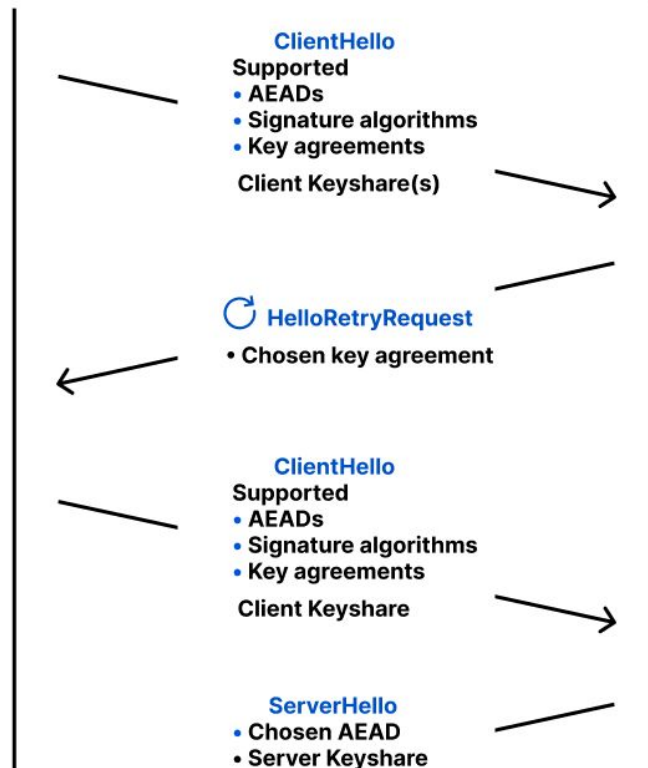 ClientHello
Supported
• AEADs
• Signature algorithms
• Key agreements
Client Keyshare(s)
HelloRetryRequest
• Chosen key agreement
ClientHello
Supported
• AEADs
• Signature algorithms
• Key agreements
Client Keyshare
ServerHello
• Chosen AEAD
• Server Keyshare